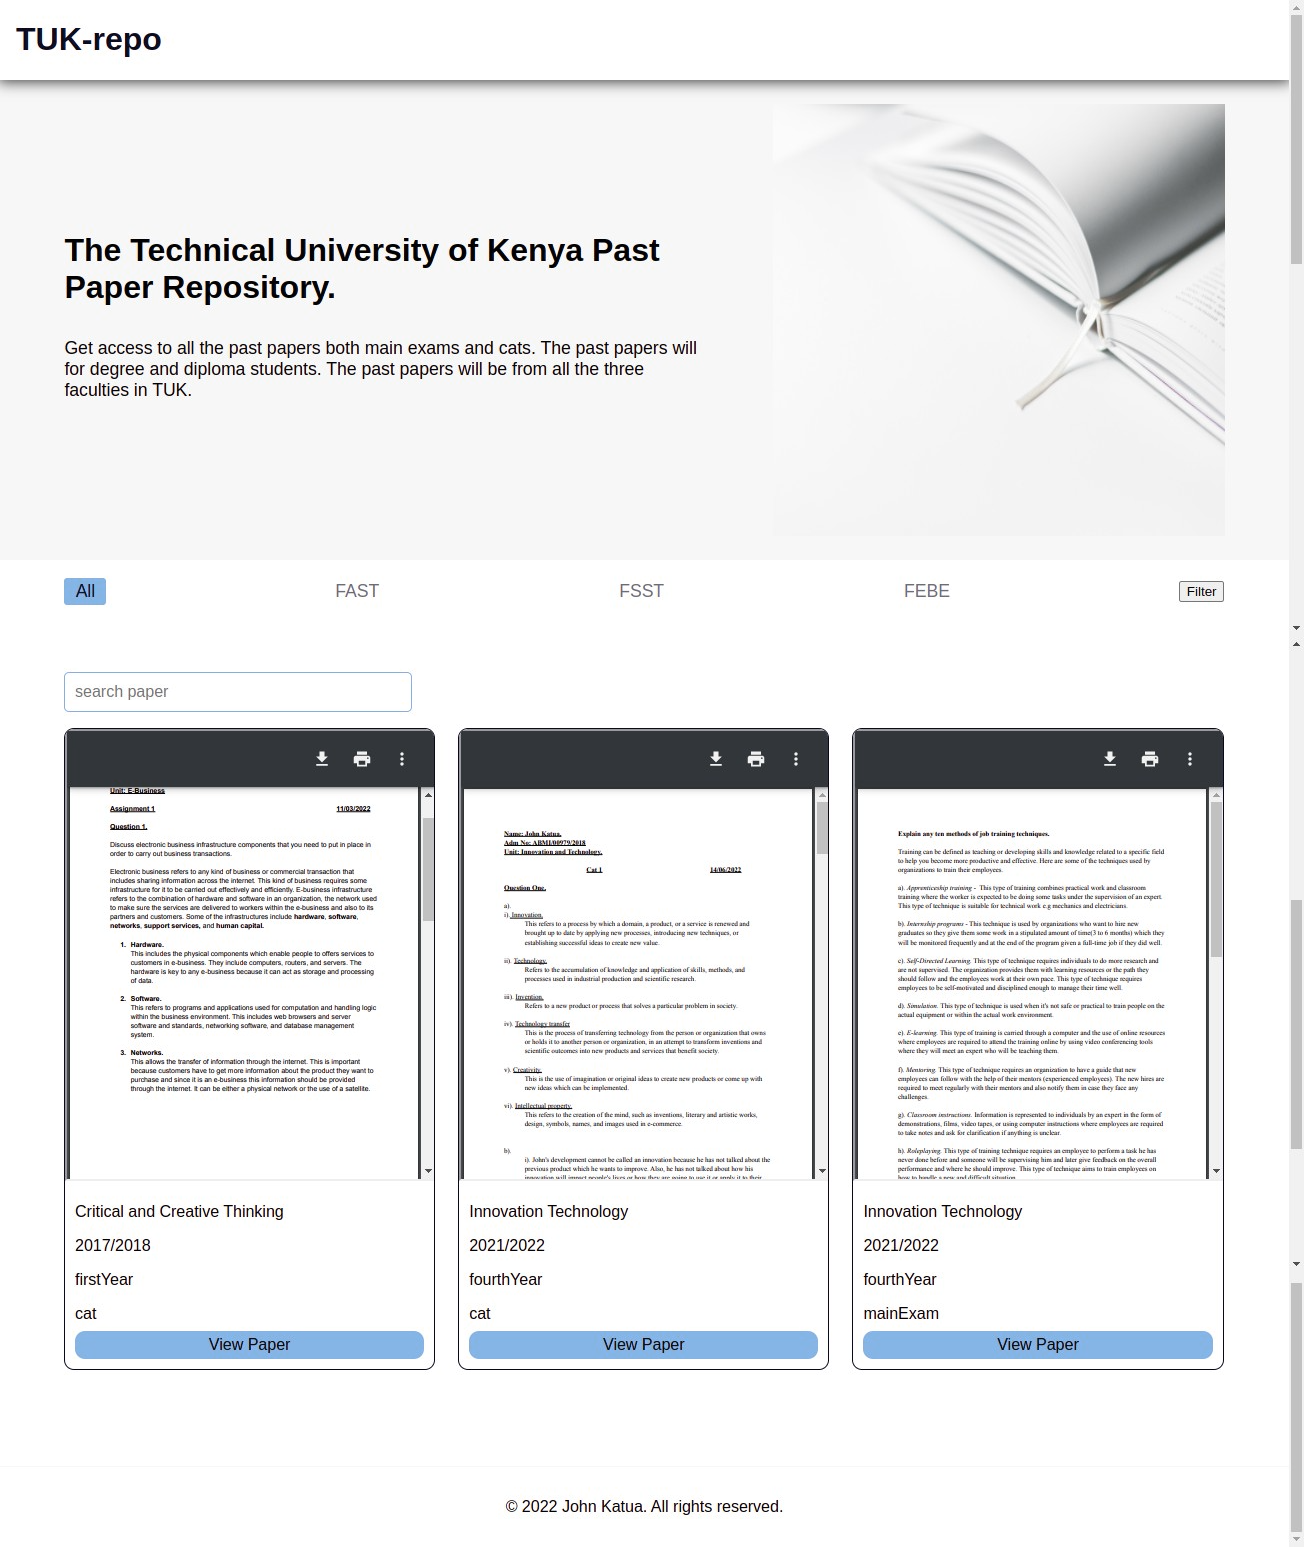 TUK-repo
The Technical University of Kenya Past
Paper Repository.
Get access to all the past papers both main exams and cats. The past papers will
for degree and diploma students. The past papers will be from all the three
faculties in TUK.
All
FAST
FSST
FEBE
Filter
search paper
Unit: E-Business
Assignment 1 11/03/2022
Question 1.
Discuss electronic business infrastructure components that you need to put in place in
order to carry out business transactions.
Electronic business refers to any kind of business or commercial transaction that
includes sharing information across the internet. This kind of business requires some
infrastructure for it to be carried out effectively and efficiently. E-business infrastructure
refers to the combination of hardware and software in an organization, the network used
to make sure the services are delivered to workers within the e-business and also to its
partners and customers. Some of the infrastructures include hardware, software,
networks, support services, and human capital.
1. Hardware.
This includes the physical components which enable people to offers services to
customers in e-business. They include computers, routers, and servers. The
hardware is key to any e-business because it can act as storage and processing
of data.
2. Software.
This refers to programs and applications used for computation and handling logic
within the business environment. This includes web browsers and server
software and standards, networking software, and database management
system.
3. Networks.
This allows the transfer of information through the internet. This is important
because customers have to get more information about the product they want to
purchase and since it is an e-business this information should be provided
through the internet. It can be either a physical network or the use of a satellite.
Critical and Creative Thinking
2017/2018
firstYear
cat
View Paper
Name: John Katua.
Adm No: ABMI/00979/2018
Unit: Innovation and Technology.
Cat 1 14/06/2022
Question One.
a).
i). Innovation.
This refers to a process by which a domain, a product, or a service is renewed and
brought up to date by applying new processes, introducing new techniques, or
establishing successful ideas to create new value.
ii). Technology.
Refers to the accumulation of knowledge and application of skills, methods, and
processes used in industrial production and scientific research.
iii). Invention.
Refers to a new product or process that solves a particular problem in society.
iv). Technology transfer
This is the process of transferring technology from the person or organization that owns
or holds it to another person or organization, in an attempt to transform inventions and
scientific outcomes into new products and services that benefit society.
v). Creativity.
This is the use of imagination or original ideas to create new products or come up with
new ideas which can be implemented.
vi). Intellectual property.
This refers to the creation of the mind, such as inventions, literary and artistic works,
design, symbols, names, and images used in e-commerce.
b).
i). John's development cannot be called an innovation because he has not talked about the
previous product which he wants to improve. Also, he has not talked about how his
innovation will impact people's lives or how they are going to use it or apply it to their
Innovation Technology
2021/2022
fourthYear
cat
View Paper
Explain any ten methods of job training techniques.
Training can be defined as teaching or developing skills and knowledge related to a specific field
to help you become more productive and effective. Here are some of the techniques used by
organizations to train their employees.
a). Apprenticeship training - This type of training combines practical work and classroom
training where the worker is expected to be doing some tasks under the supervision of an expert.
This type of technique is suitable for technical work e.g mechanics and electricians.
b). Internship programs - This technique is used by organizations who want to hire new
graduates so they give them some work in a stipulated amount of time(3 to 6 months) which they
will be monitored frequently and at the end of the program given a full-time job if they did well.
c). Self-Directed Learning. This type of technique requires individuals to do more research and
are not supervised. The organization provides them with learning resources or the path they
should follow and the employees work at their own pace. This type of technique requires
employees to be self-motivated and disciplined enough to manage their time well.
d). Simulation. This type of technique is used when it's not safe or practical to train people on the
actual equipment or within the actual work environment.
e). E-learning. This type of training is carried through a computer and the use of online resources
where employees are required to attend the training online by using video conferencing tools
where they will meet an expert who will be teaching them.
f). Mentoring. This type of technique requires an organization to have a guide that new
employees can follow with the help of their mentors (experienced employees). The new hires are
required to meet regularly with their mentors and also notify them in case they face any
challenges.
g). Classroom instructions. Information is represented to individuals by an expert in the form of
demonstrations, films, video tapes, or using computer instructions where employees are required
to take notes and ask for clarification if anything is unclear.
h). Roleplaying. This type of training technique requires an employee to perform a task he has
never done before and someone will be supervising him and later give feedback on the overall
performance and where he should improve. This type of technique aims to train employees on
how to handle a new and difficult situation.
Innovation Technology
2021/2022
fourthYear
mainExam
View Paper
© 2022 John Katua. All rights reserved.